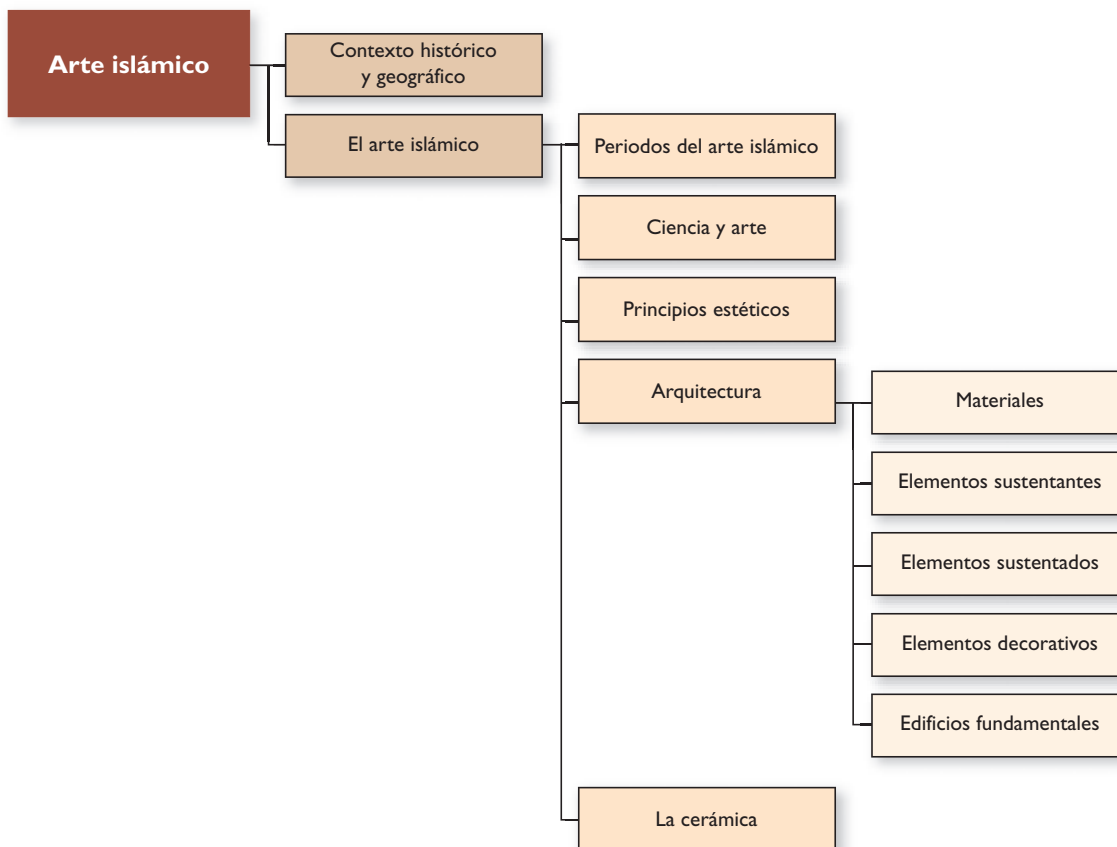 Arte islámico
Contexto histórico
y geográfico
El arte islámico
Periodos del arte islámico
Ciencia y arte
Principios estéticos
Arquitectura
Materiales
Elementos sustentantes
Elementos sustentados
Elementos decorativos
Edificios fundamentales
La cerámica